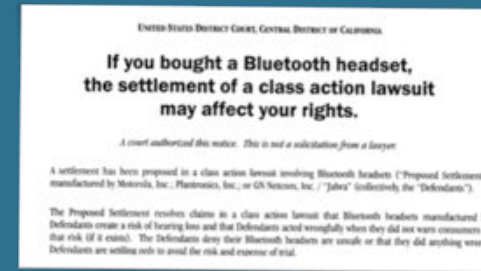 UNITED STATES DISTRICT COURT, CENTRAL DISTRICT OF CALIFORNIA
If you bought a Bluetooth headset,
the settlement of a class action lawsuit
may affect your rights.
A court authorized this notice. This is not a solicitation from a lawyer.
A settlement has been proposed in a class action lawsuit involving Bluetooth headsets ("Proposed Settlement
manufactured by Motorola, Inc.; Plantronics, Inc.; or GN Netcom, Inc. / "Jabra" (collectively, the "Defendants").
The Proposed Settlement resolves claims in a class action lawsuit that Bluetooth headsets manufactured
Defendants create a risk of hearing loss and that Defendants acted wrongfully when they did not warn consumers
that risk (if it exists). The Defendants deny their Bluetooth headsets are unsafe or that they did anything wrong
Defendants are settling only to avoid the risk and expense of trial.